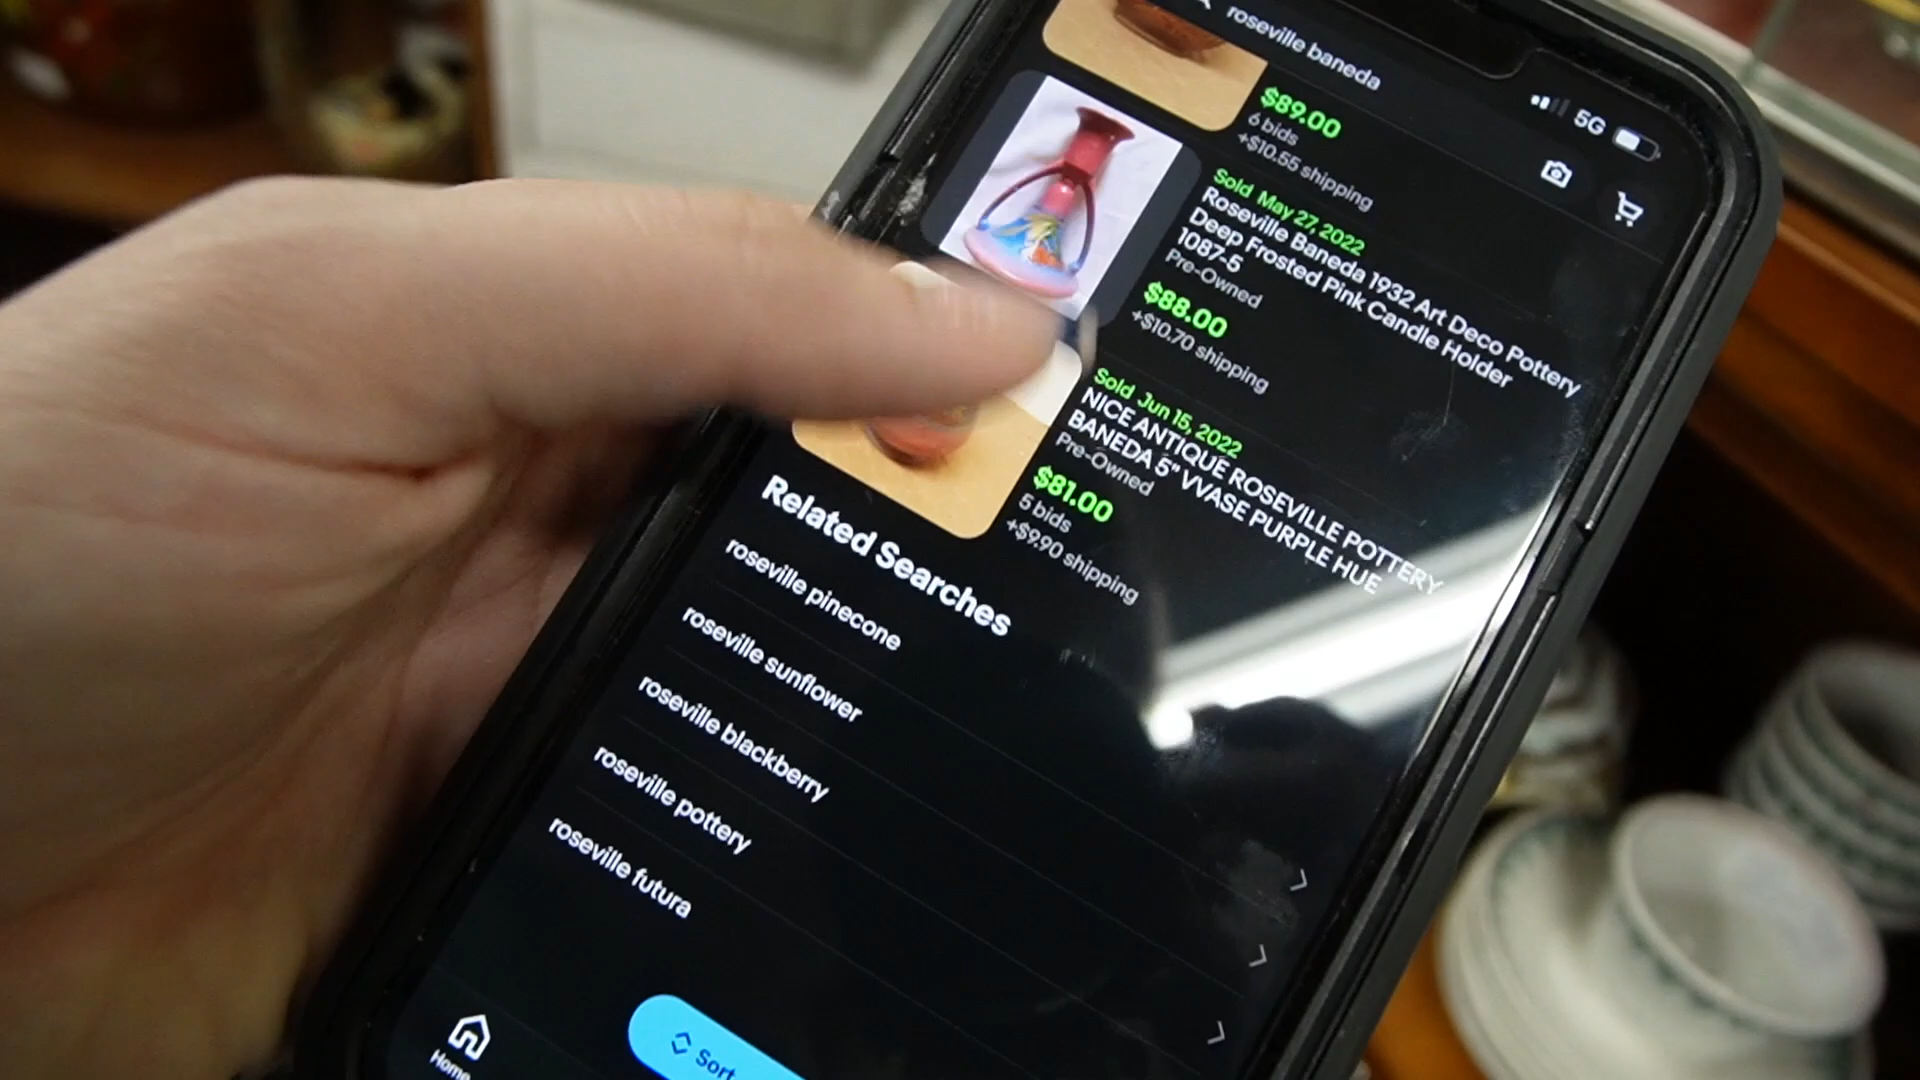 roseville baneda
5G
$89.00
6 bids
+$10.55 shipping
Sold May 27, 2022
Roseville Baneda 1932 Art Deco Pottery
Deep Frosted Pink Candle Holder
1087-5
Pre-Owned
$88.00
+$10.70 shipping
Sold Jun 15, 2022
NICE ANTIQUE ROSEVILLE POTTERY
BANEDA 5" VVASE PURPLE HUE
Pre-Owned
$81.00
5 bids
+$9.90 shipping
Related Searches
roseville pinecone
roseville sunflower
roseville blackberry
roseville pottery
roseville futura
Home
Sort